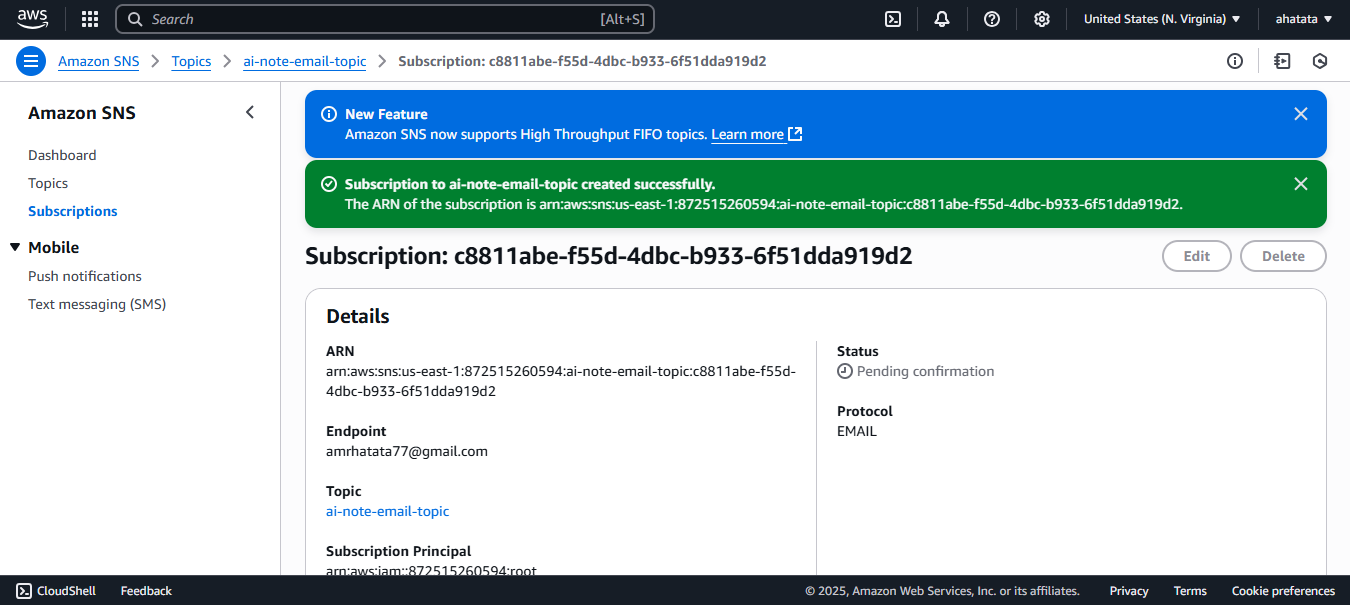 aws
Search [Alt+S]
United States (N. Virginia) ▼
ahatata ▼
Amazon SNS > Topics > ai-note-email-topic > Subscription: c8811abe-f55d-4dbc-b933-6f51dda919d2
Amazon SNS
Dashboard
Topics
Subscriptions
Mobile
Push notifications
Text messaging (SMS)
New Feature
Amazon SNS now supports High Throughput FIFO topics. Learn more
Subscription to ai-note-email-topic created successfully.
The ARN of the subscription is arn:aws:sns:us-east-1:872515260594:ai-note-email-topic:c8811abe-f55d-4dbc-b933-6f51dda919d2.
Subscription: c8811abe-f55d-4dbc-b933-6f51dda919d2
Edit
Delete
Details
ARN
arn:aws:sns:us-east-1:872515260594:ai-note-email-topic:c8811abe-f55d-
4dbc-b933-6f51dda919d2
Endpoint
amrhatata77@gmail.com
Topic
ai-note-email-topic
Subscription Principal
arn:aws:iam::872515260594:root
Status
Pending confirmation
Protocol
EMAIL
CloudShell
Feedback
© 2025, Amazon Web Services, Inc. or its affiliates.
Privacy
Terms
Cookie preferences